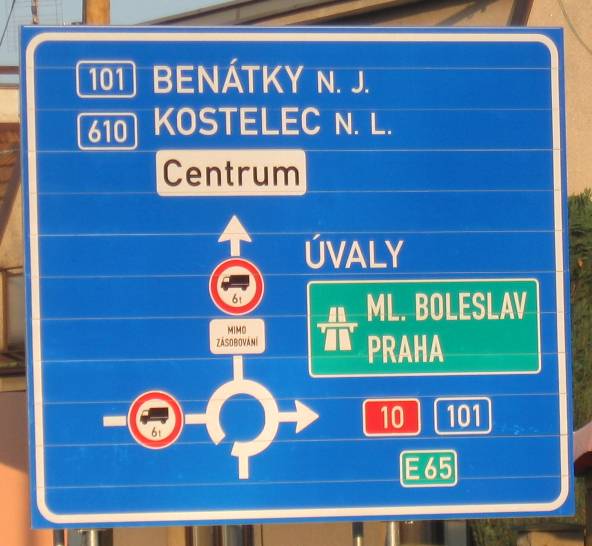 101 BENÁTKY N. J.
610 KOSTELEC N. L.
Centrum
ÚVALY
6t
ML. BOLESLAV
PRAHA
MIMO
ZÁSOBOVÁNÍ
6t
10 101
E 65